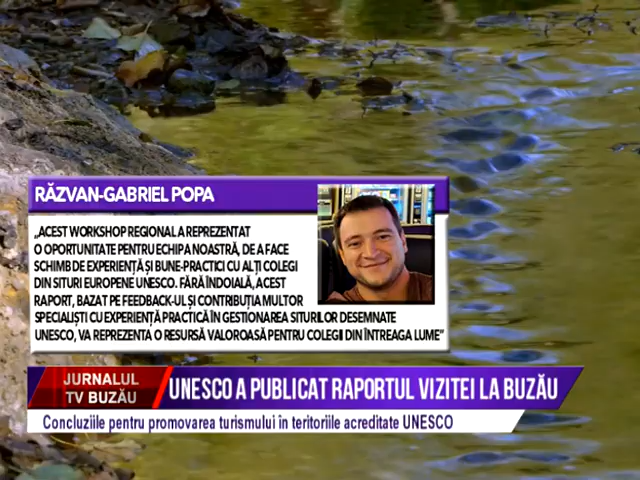 RĂZVAN-GABRIEL POPA
„ACEST WORKSHOP REGIONAL A REPREZENTAT
O OPORTUNITATE PENTRU ECHIPA NOASTRĂ, DE A FACE
SCHIMB DE EXPERIENȚĂ ȘI BUNE-PRACTICI CU ALȚI COLEGI
DIN SITURI EUROPENE UNESCO. FĂRĂ ÎNDOIALĂ, ACEST
RAPORT, BAZAT PE FEEDBACK-UL ȘI CONTRIBUȚIA MULTOR
SPECIALIȘTI CU EXPERIENȚĂ PRACTICĂ ÎN GESTIONAREA SITURILOR DESEMNATE
UNESCO, VA REPREZENTA O RESURSĂ VALOROASĂ PENTRU COLEGII DIN ÎNTREAGA LUME”
JURNALUL
TV BUZĂU
UNESCO A PUBLICAT RAPORTUL VIZITEI LA BUZĂU
Concluziile pentru promovarea turismului în teritoriile acreditate UNESCO